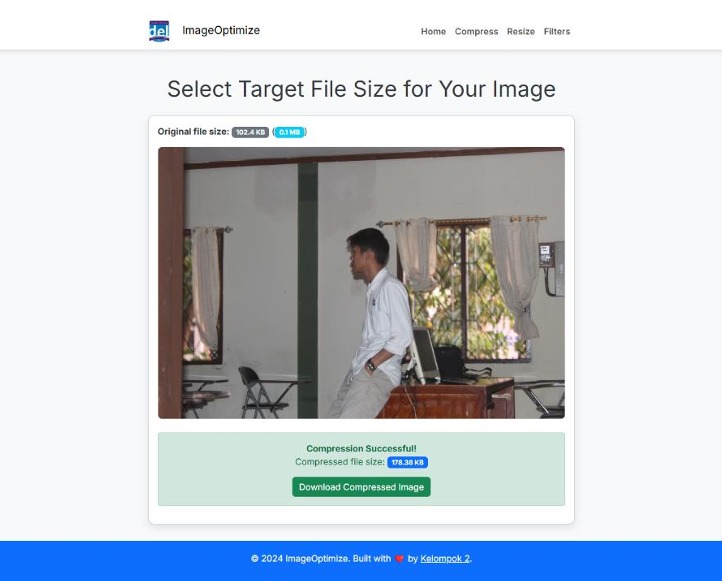 del
ImageOptimize
Home Compress Resize Filters
Select Target File Size for Your Image
Original file size: 102.4 KB (0.1 MB)
Compression Successful!
Compressed file size: 178.38 KB
Download Compressed Image
© 2024 ImageOptimize. Built with ❤️ by Kelompok 2.